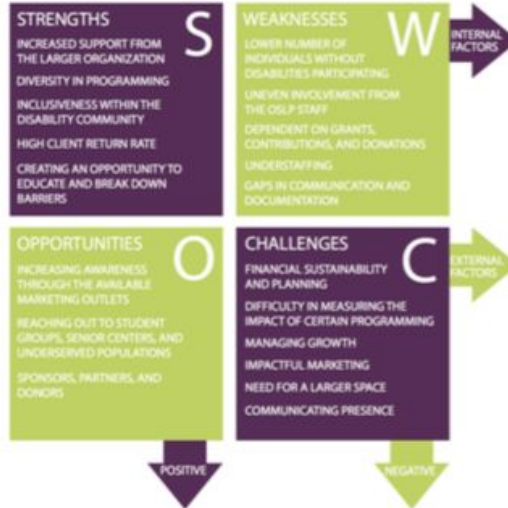 STRENGTHS
S
INCREASED SUPPORT FROM
THE LARGER ORGANIZATION
DIVERSITY IN PROGRAMMING
INCLUSIVENESS WITHIN THE
DISABILITY COMMUNITY
HIGH CLIENT RETURN RATE
CREATING AN OPPORTUNITY TO
EDUCATE AND BREAK DOWN
BARRIERS
WEAKNESSES
W
LOWER NUMBER OF
INDIVIDUALS WITHOUT
DISABILITIES PARTICIPATING
UNEVEN INVOLVEMENT FROM
THE OSLP STAFF
DEPENDENT ON GRANTS,
CONTRIBUTIONS, AND DONATIONS
UNDERSTAFFING
GAPS IN COMMUNICATION AND
DOCUMENTATION
INTERNAL
FACTORS
OPPORTUNITIES
O
INCREASING AWARENESS
THROUGH THE AVAILABLE
MARKETING OUTLETS
REACHING OUT TO STUDENT
GROUPS, SENIOR CENTERS, AND
UNDERSERVED POPULATIONS
SPONSORS, PARTNERS, AND
DONORS
CHALLENGES
C
FINANCIAL SUSTAINABILITY
AND PLANNING
DIFFICULTY IN MEASURING THE
IMPACT OF CERTAIN PROGRAMMING
MANAGING GROWTH
IMPACTFUL MARKETING
NEED FOR A LARGER SPACE
COMMUNICATING PRESENCE
EXTERNAL
FACTORS
POSITIVE
NEGATIVE